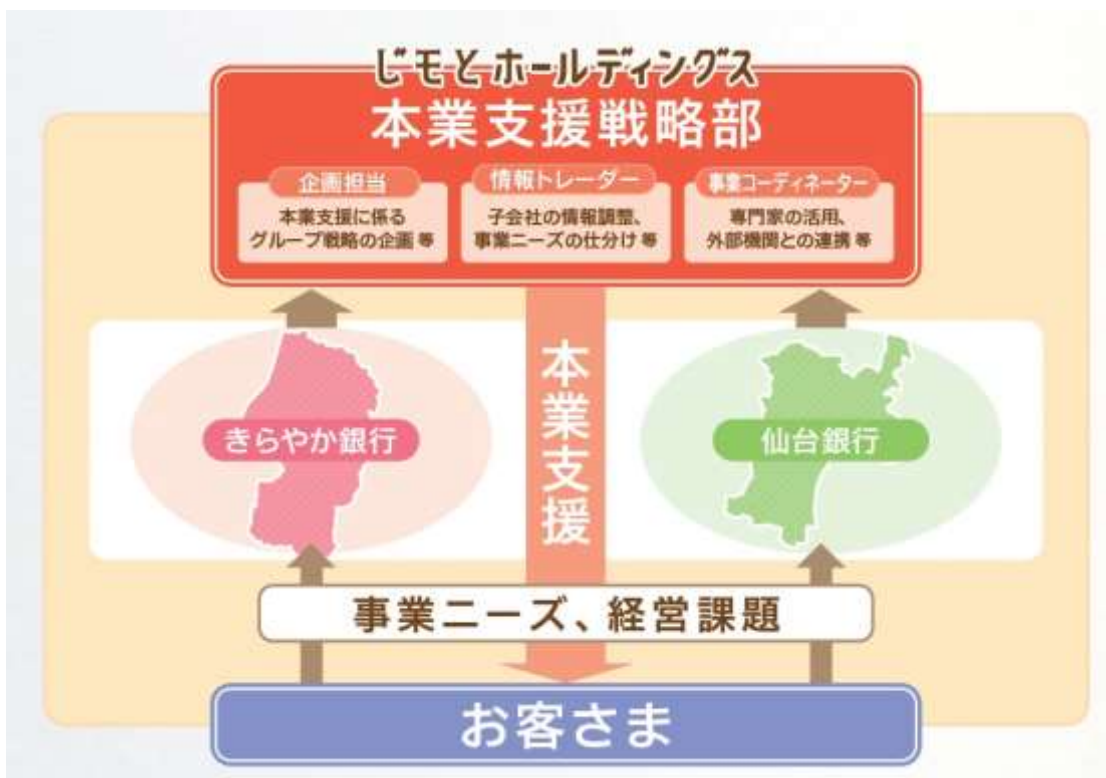 じモとホールディングス
本業支援戦略部
企画担当
本業支援に係る
グループ戦略の企画 等
情報トレーダー
子会社の情報調整、
事業ニーズの仕分け 等
事業コーディネーター
専門家の活用、
外部機関との連携 等
きらやか銀行
本業支援
仙台銀行
事業ニーズ、経営課題
お客さま